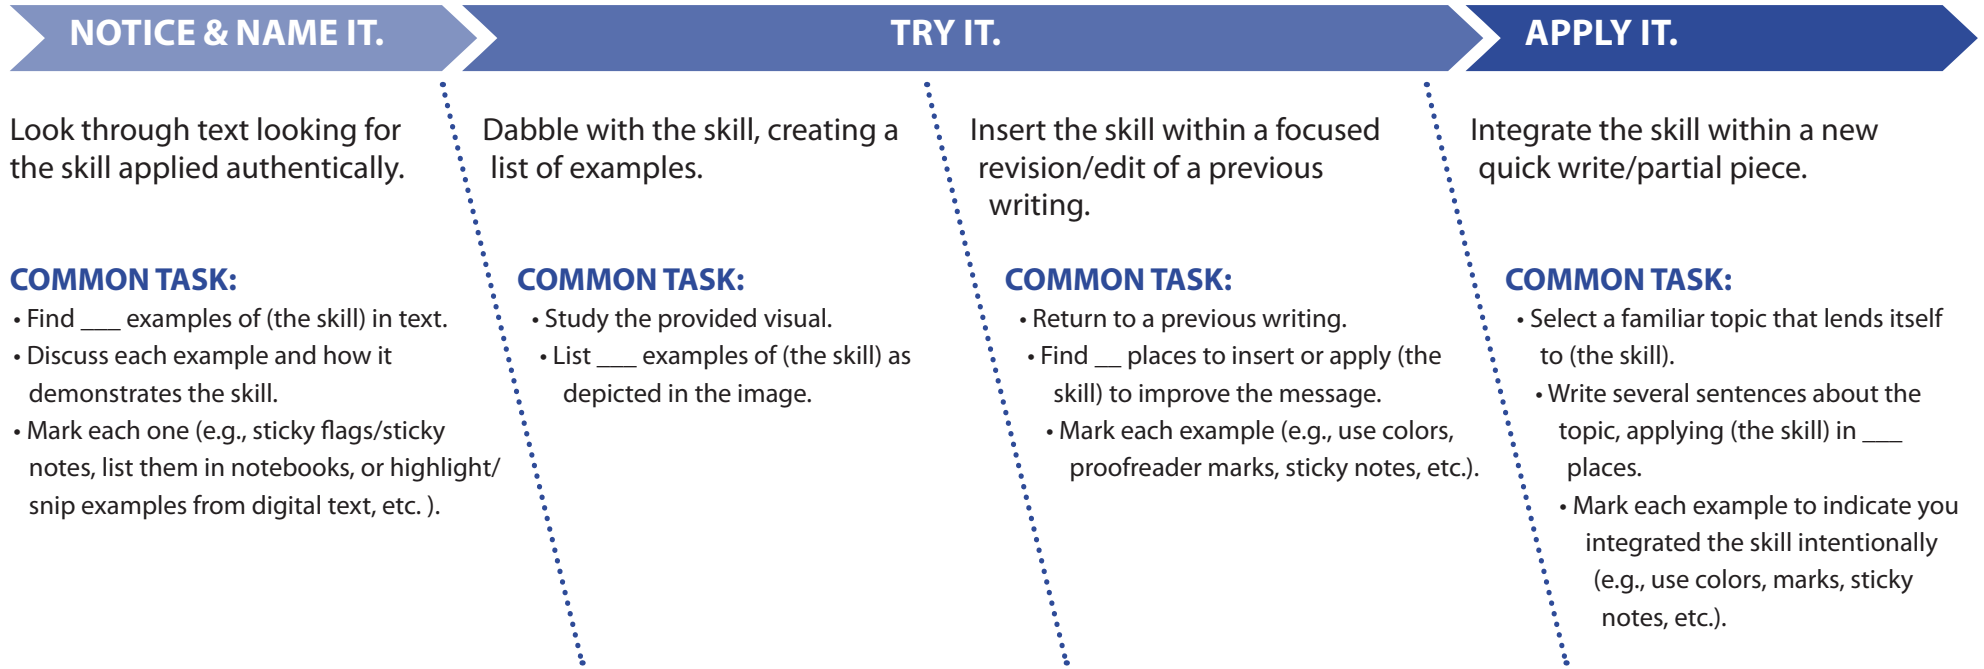 NOTICE & NAME IT.
TRY IT.
APPLY IT.
Look through text looking for
the skill applied authentically.
COMMON TASK:
• Find ___ examples of (the skill) in text.
• Discuss each example and how it
demonstrates the skill.
• Mark each one (e.g., sticky flags/sticky
notes, list them in notebooks, or highlight/
snip examples from digital text, etc. ).
Dabble with the skill, creating a
list of examples.
COMMON TASK:
• Study the provided visual.
• List ___ examples of (the skill) as
depicted in the image.
Insert the skill within a focused
revision/edit of a previous
writing.
COMMON TASK:
• Return to a previous writing.
• Find __ places to insert or apply (the
skill) to improve the message.
• Mark each example (e.g., use colors,
proofreader marks, sticky notes, etc.).
Integrate the skill within a new
quick write/partial piece.
COMMON TASK:
• Select a familiar topic that lends itself
to (the skill).
• Write several sentences about the
topic, applying (the skill) in ___
places.
• Mark each example to indicate you
integrated the skill intentionally
(e.g., use colors, marks, sticky
notes, etc.).